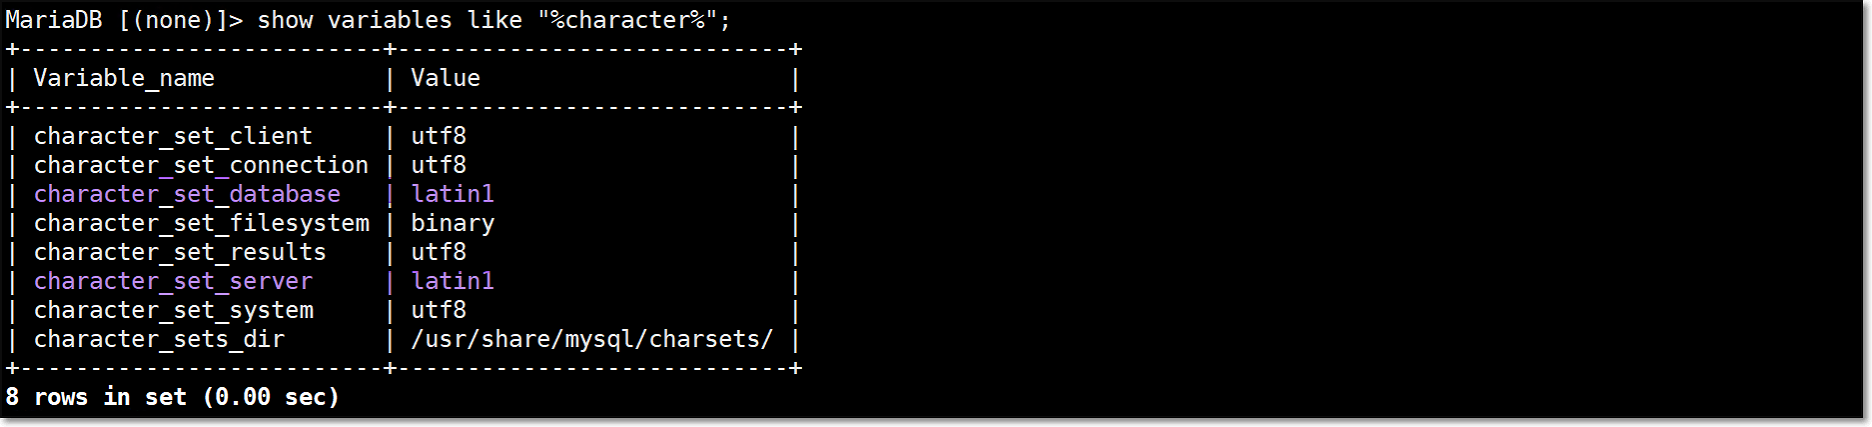 MariaDB [(none)]> show variables like "%character%";
+--------------------------+----------------------------+
| Variable_name            | Value                      |
+--------------------------+----------------------------+
| character_set_client     | utf8                       |
| character_set_connection | utf8                       |
| character_set_database   | latin1                     |
| character_set_filesystem | binary                     |
| character_set_results    | utf8                       |
| character_set_server     | latin1                     |
| character_set_system     | utf8                       |
| character_sets_dir       | /usr/share/mysql/charsets/ |
+--------------------------+----------------------------+
8 rows in set (0.00 sec)